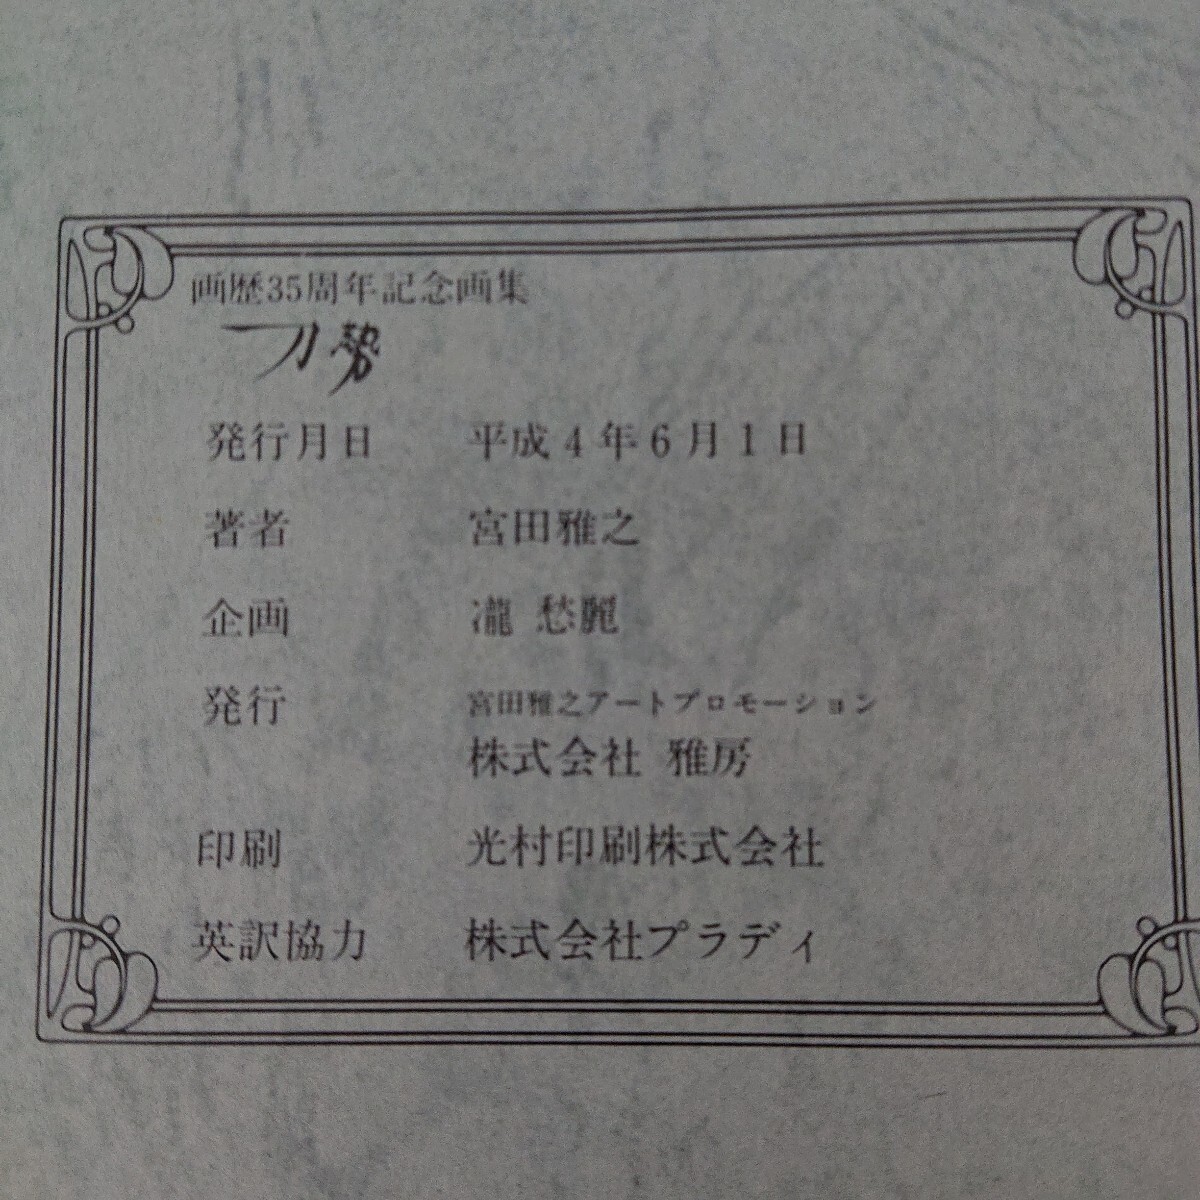 画歴35周年記念画集
一刀勢
発行月日 平成4年6月1日
著者 宮田雅之
企画 瀧 愁麗
発行 宮田雅之アートプロモーション
株式会社 雅房
印刷 光村印刷株式会社
英訳協力 株式会社プラディ